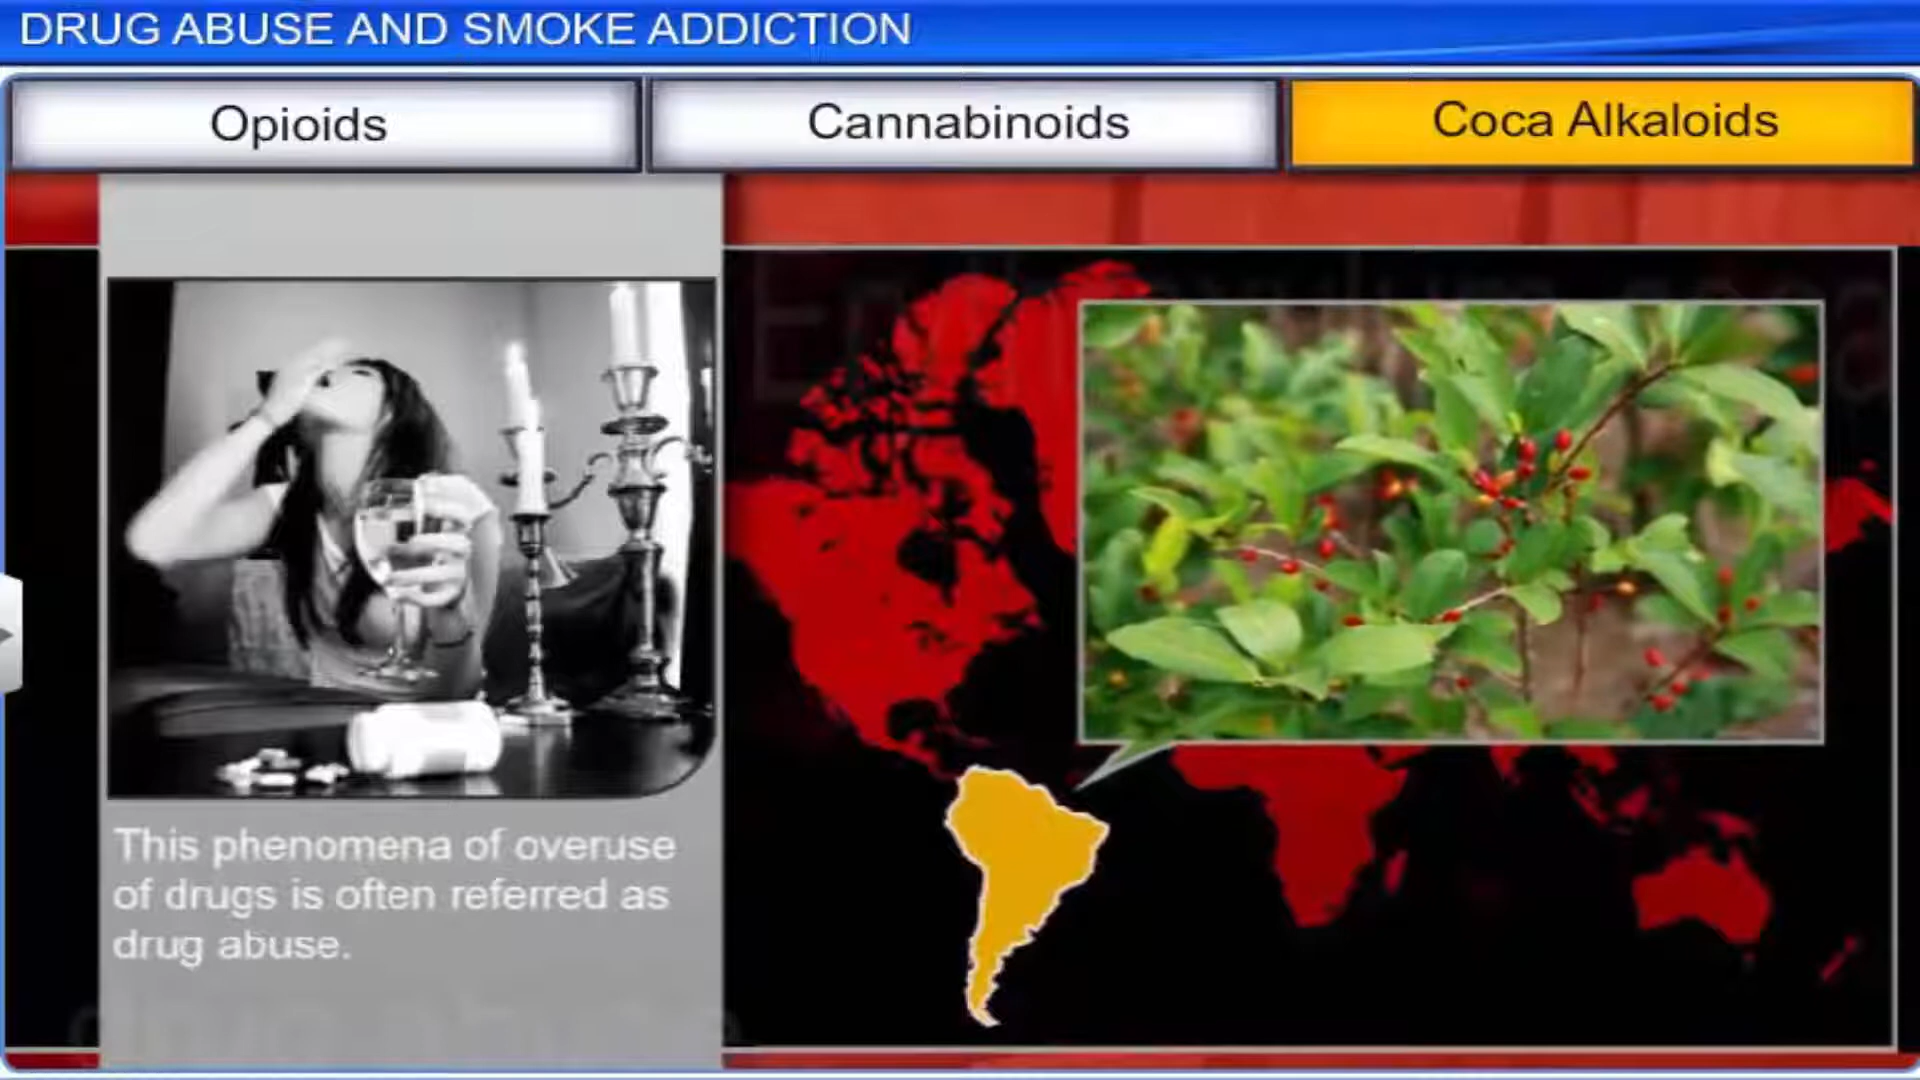 DRUG ABUSE AND SMOKE ADDICTION
Opioids
Cannabinoids
Coca Alkaloids
This phenomena of overuse
of drugs is often referred as
drug abuse.